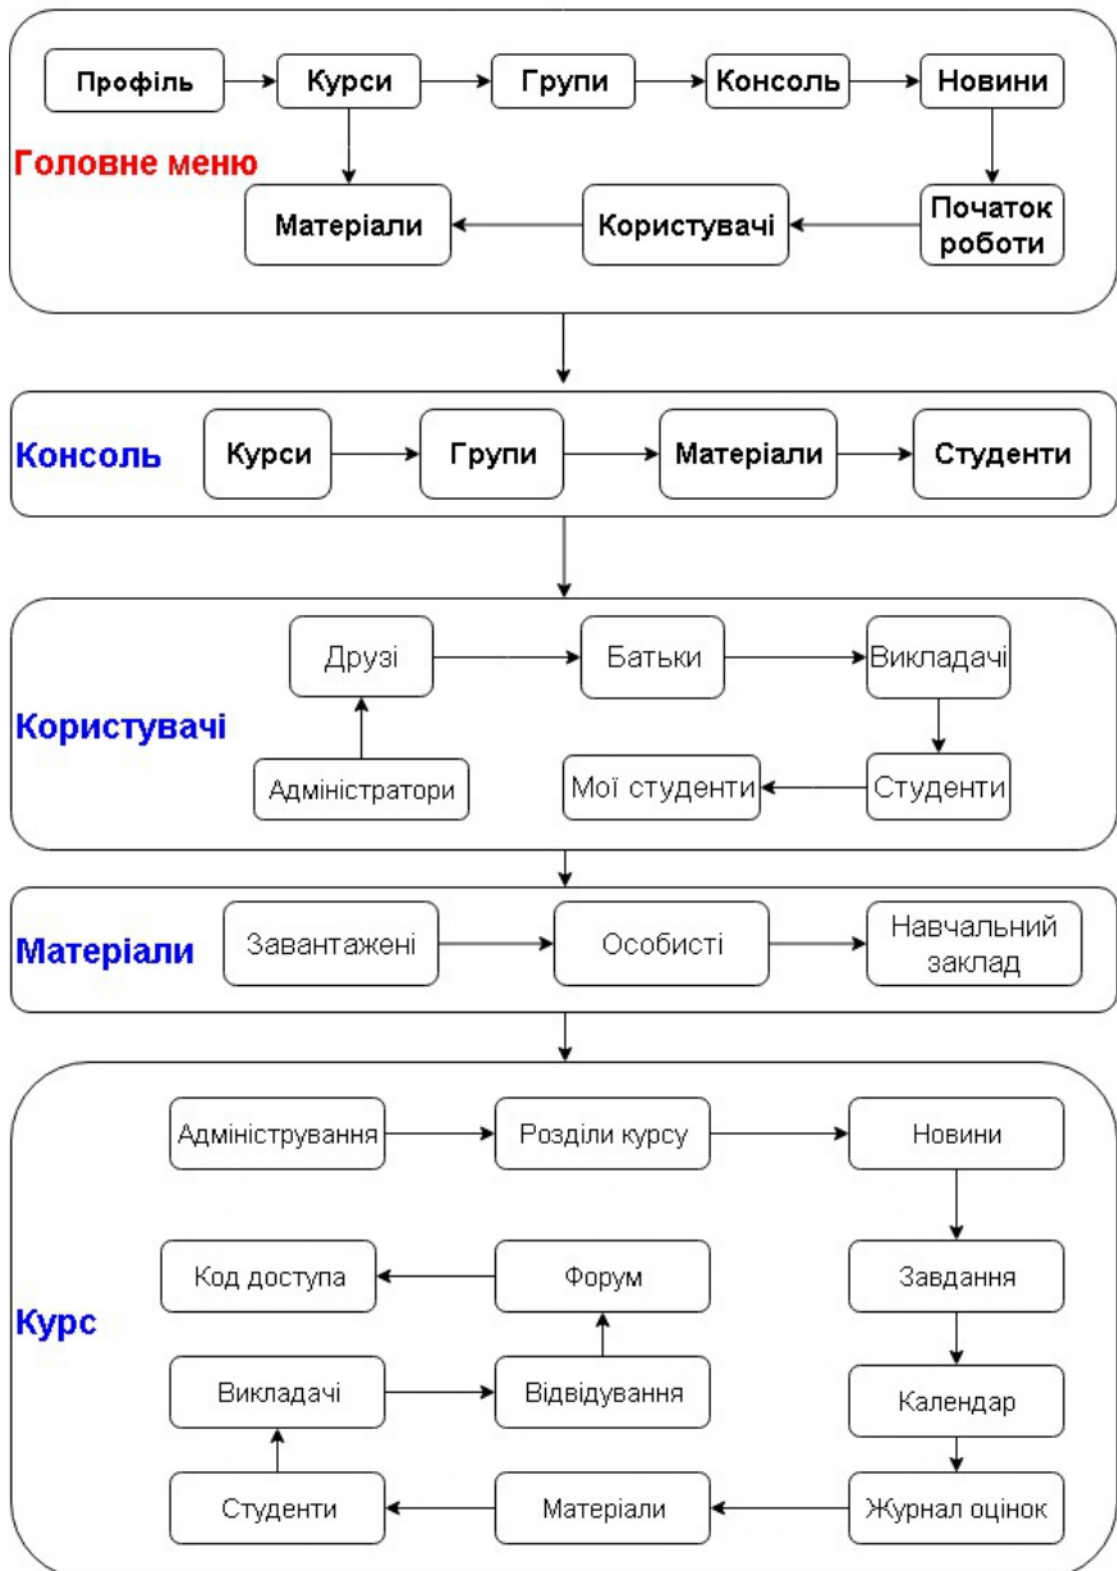 Профіль
Курси
Групи
Консоль
Новини
Головне меню
Матеріали
Користувачі
Початок
роботи
Консоль
Курси
Групи
Матеріали
Студенти
Друзі
Батьки
Викладачі
Користувачі
Адміністратори
Мої студенти
Студенти
Матеріали
Завантажені
Особисті
Навчальний
заклад
Адміністрування
Розділи курсу
Новини
Код доступа
Форум
Завдання
Курс
Викладачі
Відвідування
Календар
Студенти
Матеріали
Журнал оцінок